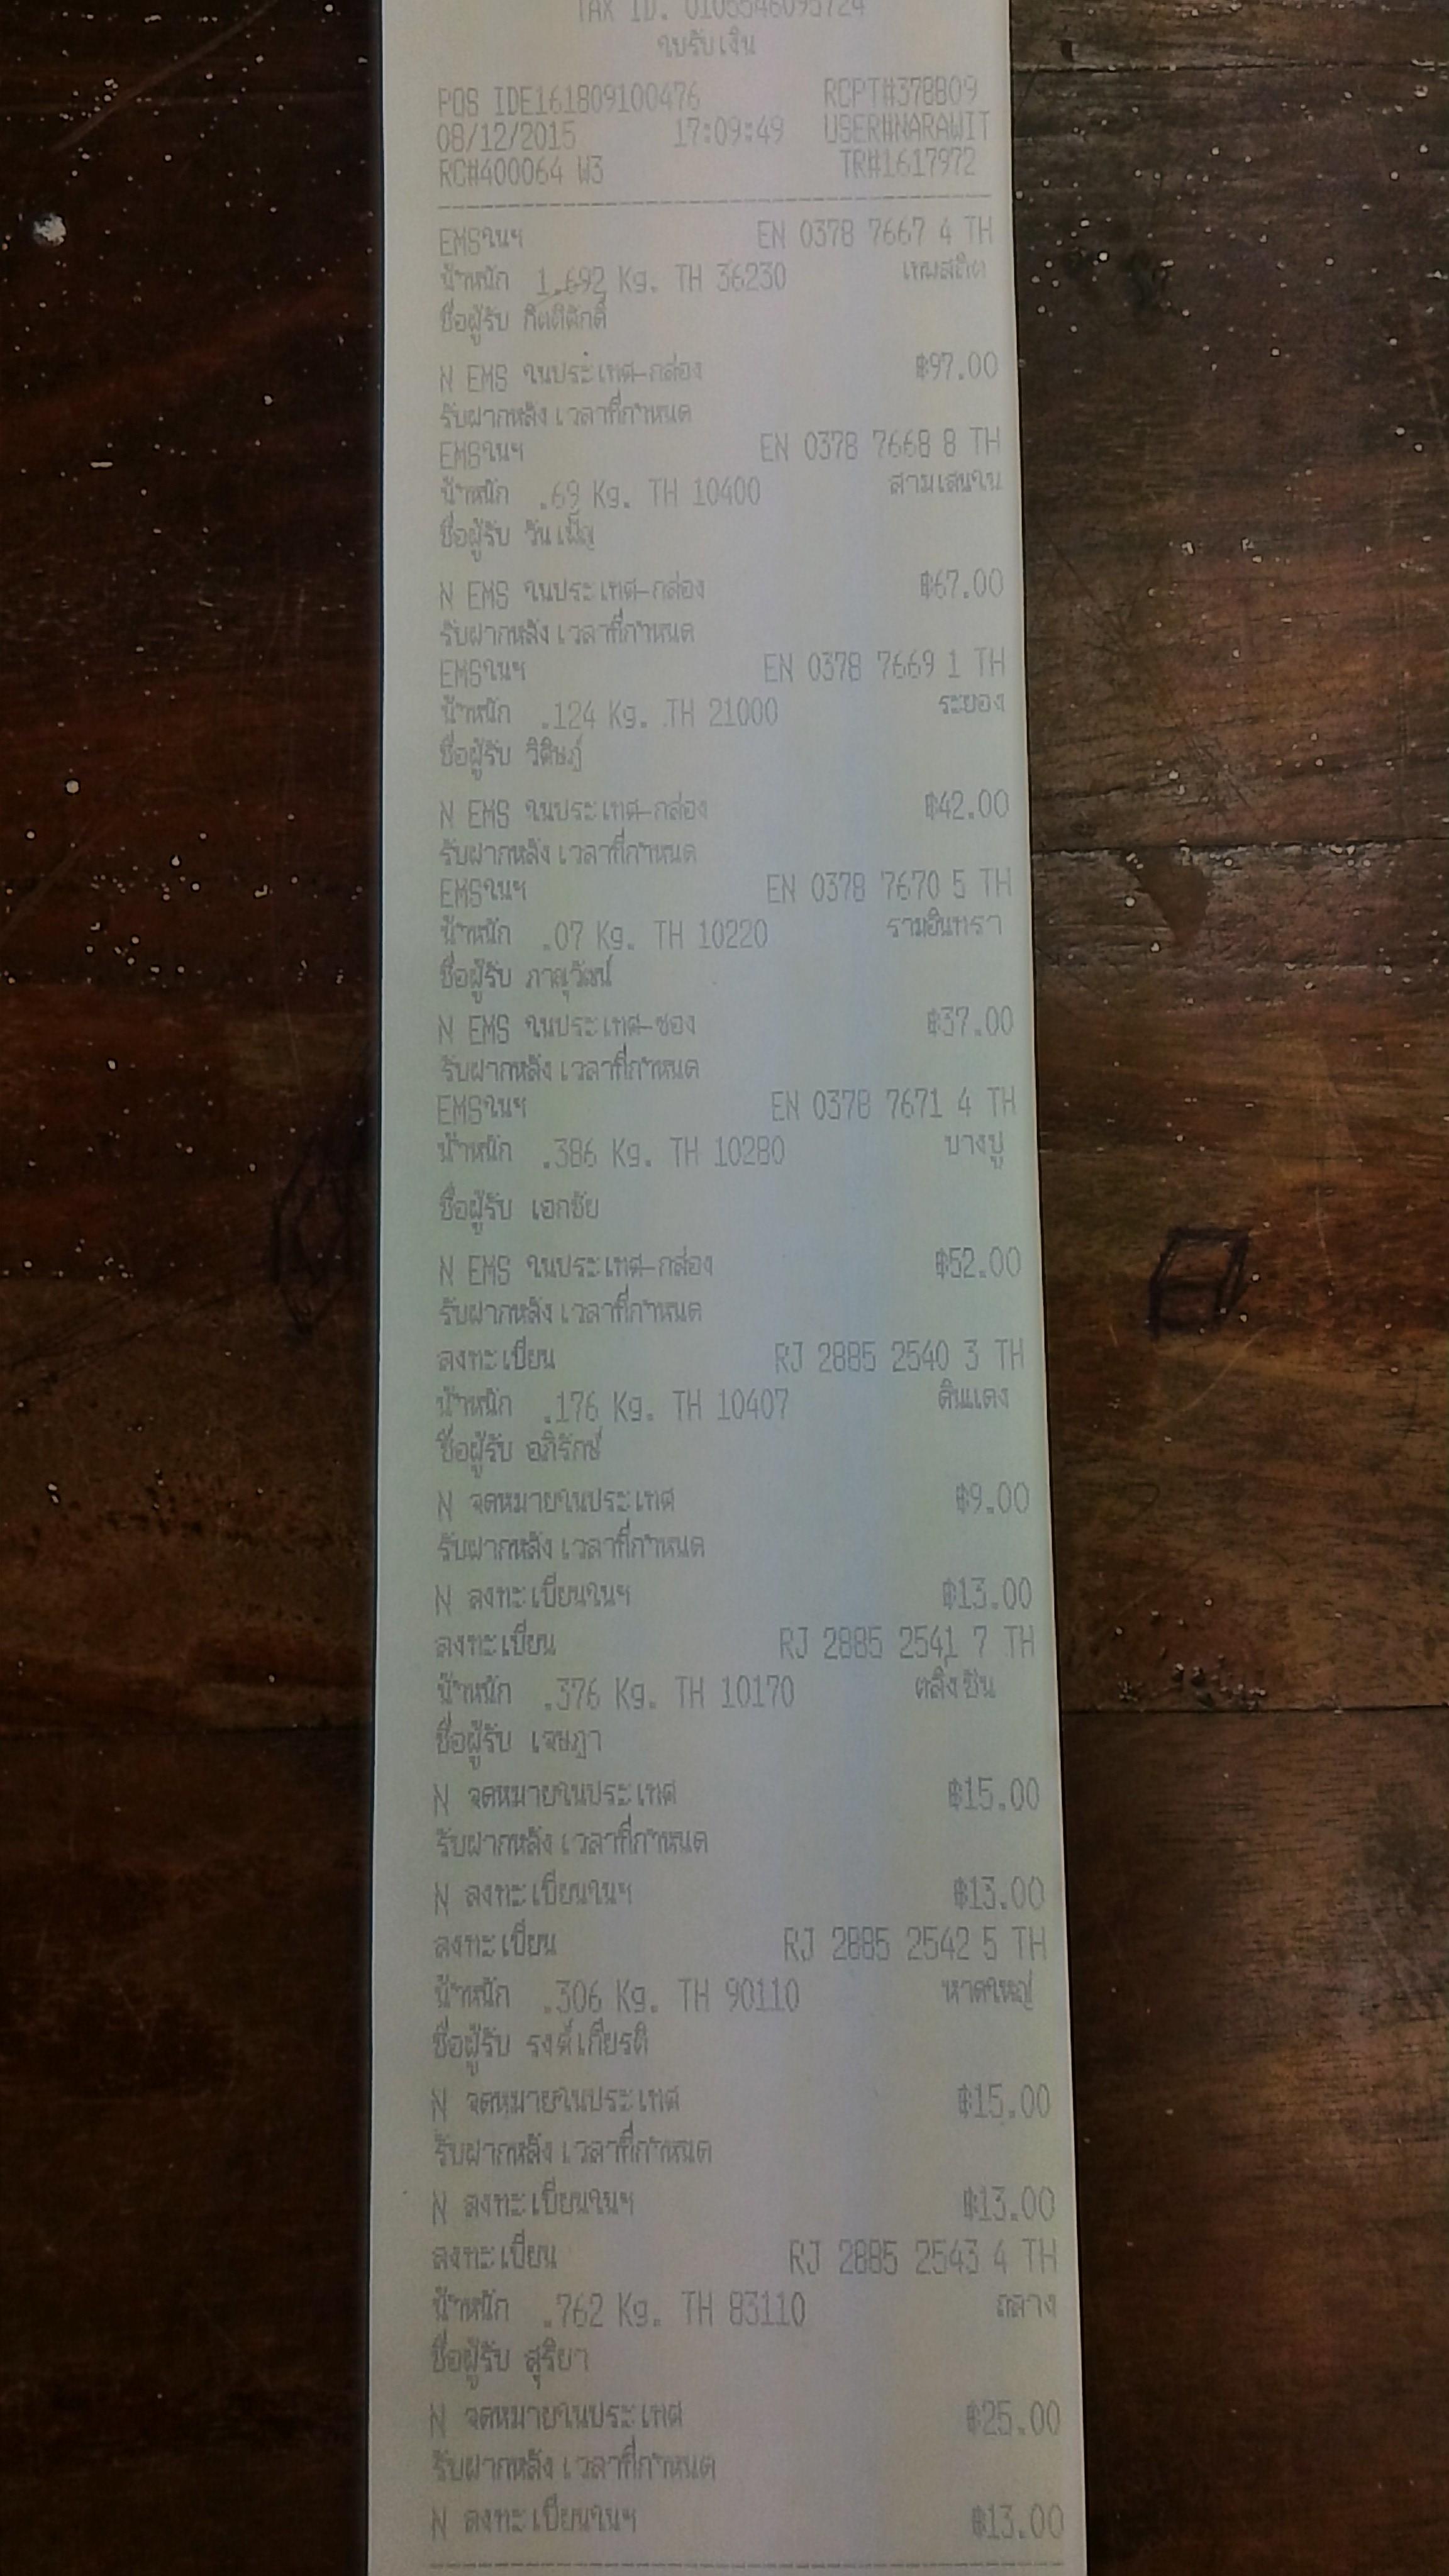 TAX ID. 0105546095724
ใบรับเงิน
POS IDE161809100476 RCPT#378B09
08/12/2015 17:09:49 USER#NARAWIT
RC#400064 W3 TR#1617972
EMSในฯ EN 0378 7667 4 TH
น้ำหนัก 1.692 Kg. TH 36230 เทพสถิต
ชื่อผู้รับ กิตติศักดิ์
N EMS ในประเทศ-กล่อง ฿97.00
รับฝากหลังเวลาที่กำหนด
EMSในฯ EN 0378 7668 8 TH
น้ำหนัก .69 Kg. TH 10400 สามเสนใน
ชื่อผู้รับ วันเพ็ญ
N EMS ในประเทศ-กล่อง ฿67.00
รับฝากหลังเวลาที่กำหนด
EMSในฯ EN 0378 7669 1 TH
น้ำหนัก .124 Kg. TH 21000 ระยอง
ชื่อผู้รับ วิศิษฎ์
N EMS ในประเทศ-กล่อง ฿42.00
รับฝากหลังเวลาที่กำหนด
EMSในฯ EN 0378 7670 5 TH
น้ำหนัก .07 Kg. TH 10220 รามอินทรา
ชื่อผู้รับ ภาณุวัฒน์
N EMS ในประเทศ-ซอง ฿37.00
รับฝากหลังเวลาที่กำหนด
EMSในฯ EN 0378 7671 4 TH
น้ำหนัก .386 Kg. TH 10280 บางปู
ชื่อผู้รับ เอกชัย
N EMS ในประเทศ-กล่อง ฿52.00
รับฝากหลังเวลาที่กำหนด
ลงทะเบียน RJ 2885 2540 3 TH
น้ำหนัก .176 Kg. TH 10407 ดินแดง
ชื่อผู้รับ อภิรักษ์
N จดหมายในประเทศ ฿9.00
รับฝากหลังเวลาที่กำหนด
N ลงทะเบียนในฯ ฿13.00
ลงทะเบียน RJ 2885 2541 7 TH
น้ำหนัก .376 Kg. TH 10170 ตลิ่งชัน
ชื่อผู้รับ เจษฎา
N จดหมายในประเทศ ฿15.00
รับฝากหลังเวลาที่กำหนด
N ลงทะเบียนในฯ ฿13.00
ลงทะเบียน RJ 2885 2542 5 TH
น้ำหนัก .306 Kg. TH 90110 หาดใหญ่
ชื่อผู้รับ รงค์เกียรติ
N จดหมายในประเทศ ฿15.00
รับฝากหลังเวลาที่กำหนด
N ลงทะเบียนในฯ ฿13.00
ลงทะเบียน RJ 2885 2543 4 TH
น้ำหนัก .762 Kg. TH 83110 ถลาง
ชื่อผู้รับ สุริยา
N จดหมายในประเทศ ฿25.00
รับฝากหลังเวลาที่กำหนด
N ลงทะเบียนในฯ ฿13.00